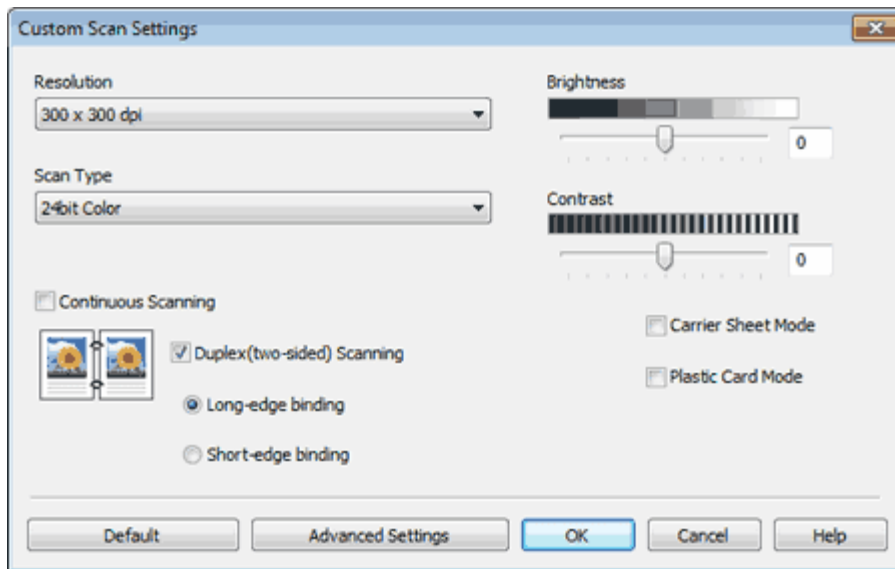 Custom Scan Settings
Resolution
300 x 300 dpi
Scan Type
24bit Color
Continuous Scanning
Duplex(two-sided) Scanning
Long-edge binding
Short-edge binding
Brightness
0
Contrast
0
Carrier Sheet Mode
Plastic Card Mode
Default
Advanced Settings
OK
Cancel
Help